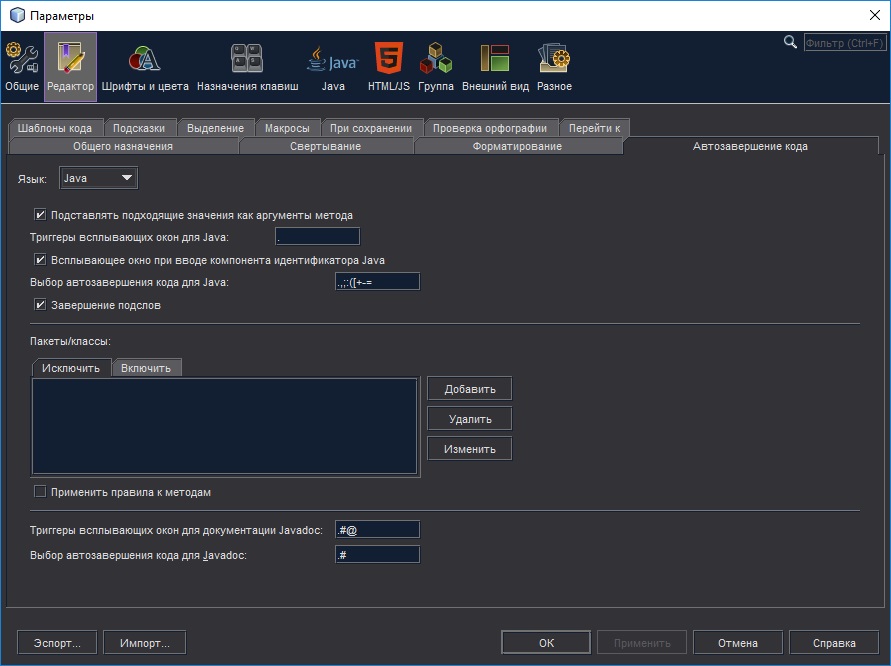 Параметры
Фильтр (Ctrl+F)
Общие Редактор Шрифты и цвета Назначения клавиш Java HTML/JS Группа Внешний вид Разное
Шаблоны кода Подсказки Выделение Макросы При сохранении Проверка орфографии Перейти к
Общего назначения Свертывание Форматирование Автозавершение кода
Язык: Java
Подставлять подходящие значения как аргументы метода
Триггеры всплывающих окон для Java: .
Всплывающее окно при вводе компонента идентификатора Java
Выбор автозавершения кода для Java: .,;:([+-=
Завершение подслов
Пакеты/классы:
Исключить Включить
Добавить
Удалить
Изменить
Применить правила к методам
Триггеры всплывающих окон для документации Javadoc: .#@
Выбор автозавершения кода для Javadoc: .#
Эспорт... Импорт... ОК Применить Отмена Справка